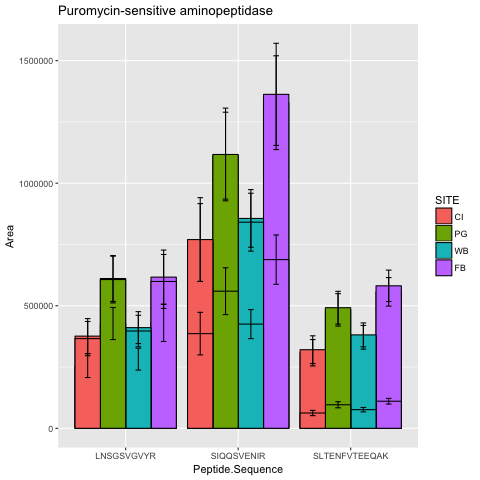 Puromycin-sensitive aminopeptidase
1500000
1000000
500000
0
Area
LNSGSVGVYR
SIQQSVENIR
SLTENFVTEEQAK
Peptide.Sequence
SITE
CI
PG
WB
FB